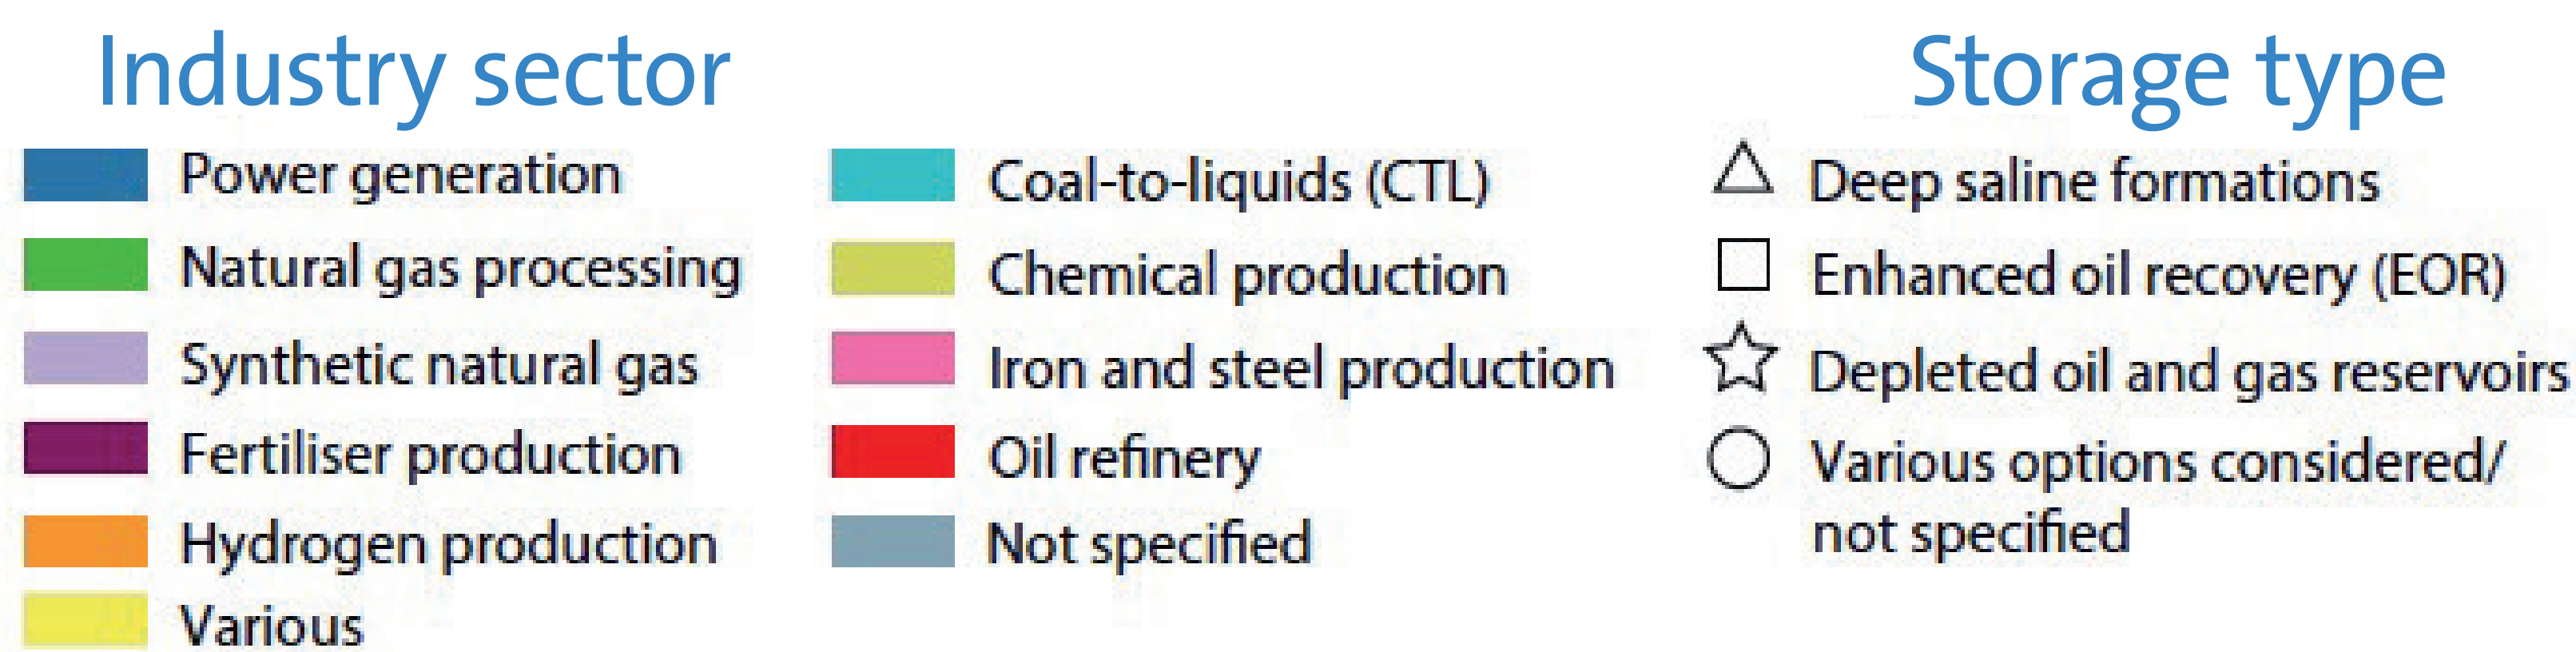 Industry sector
Power generation
Natural gas processing
Synthetic natural gas
Fertiliser production
Hydrogen production
Various
Coal-to-liquids (CTL)
Chemical production
Iron and steel production
Oil refinery
Not specified
Storage type
Deep saline formations
Enhanced oil recovery (EOR)
Depleted oil and gas reservoirs
Various options considered/
not specified